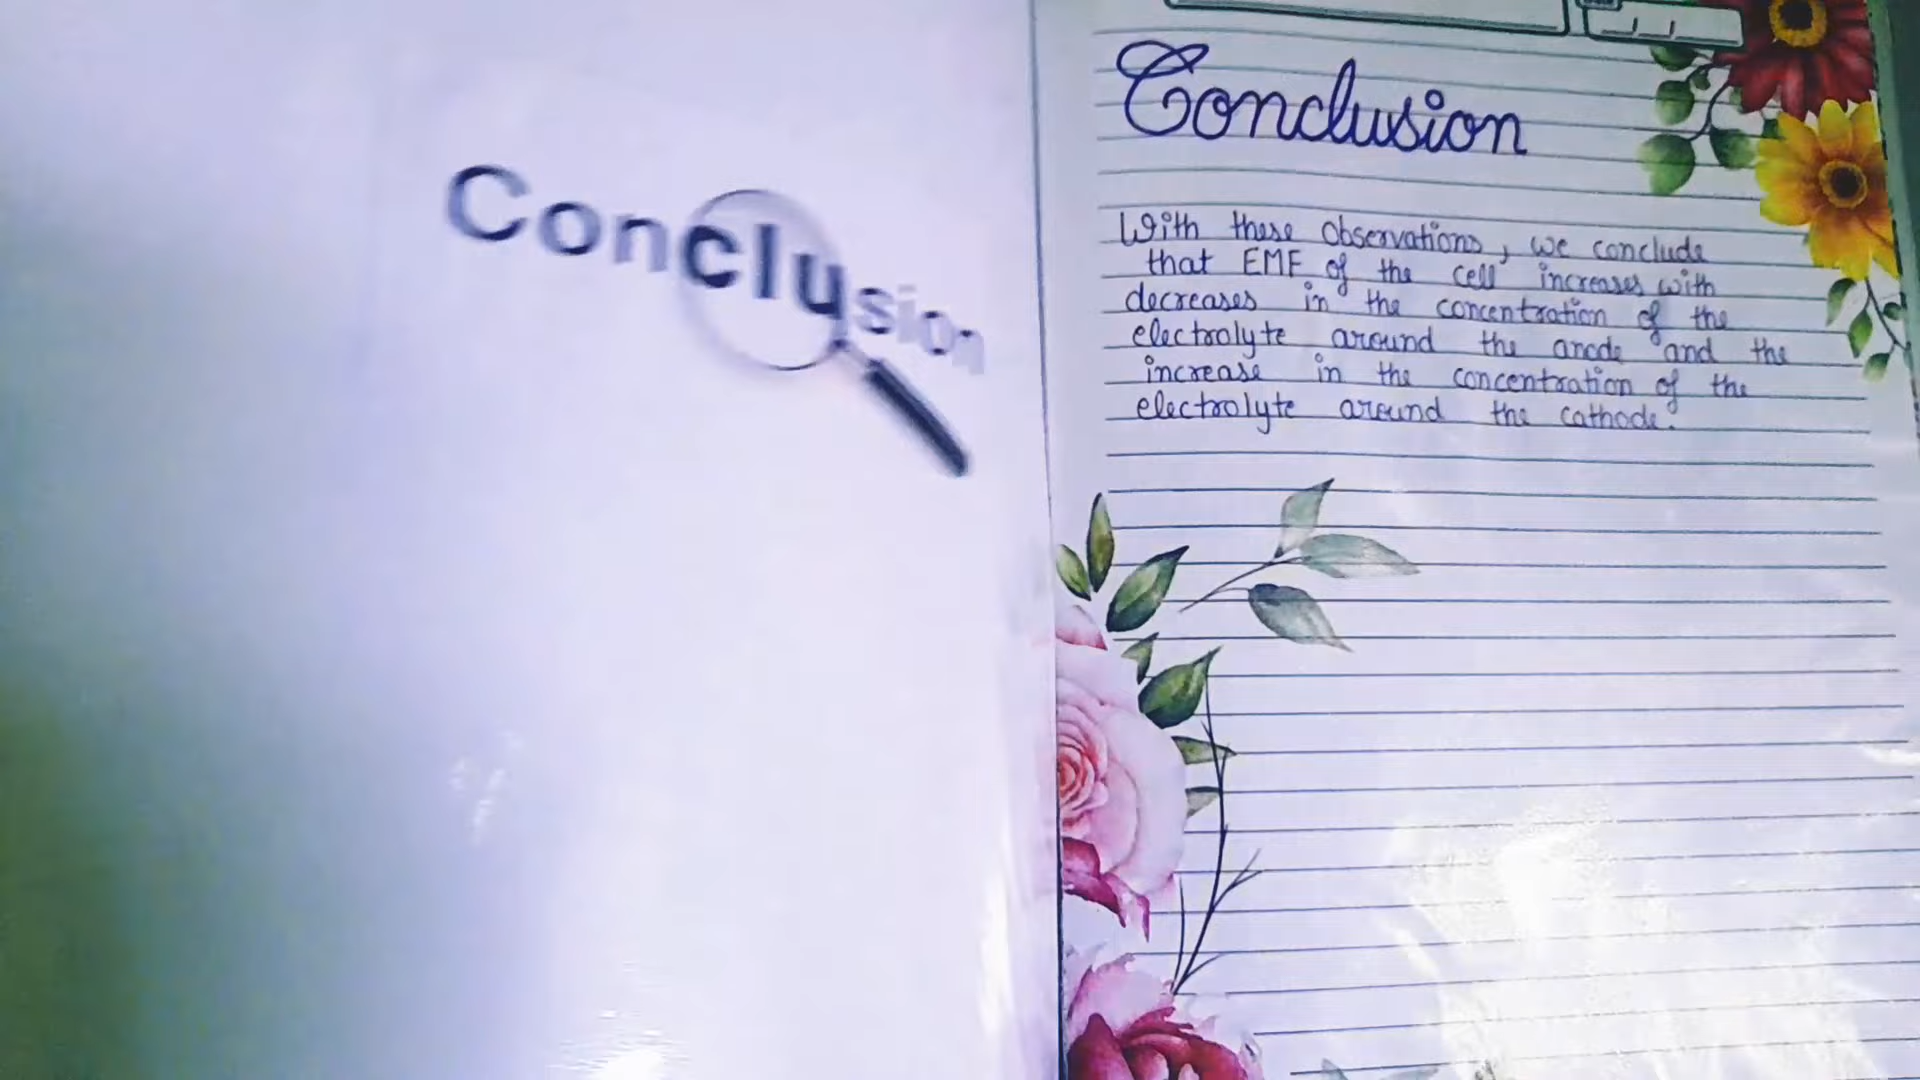 Conclusion
Conclusion
With these observations, we conclude
that EMF of the cell increases with
decreases in the concentration of the
electrolyte around the anode and the
increase in the concentration of the
electrolyte around the cathode.